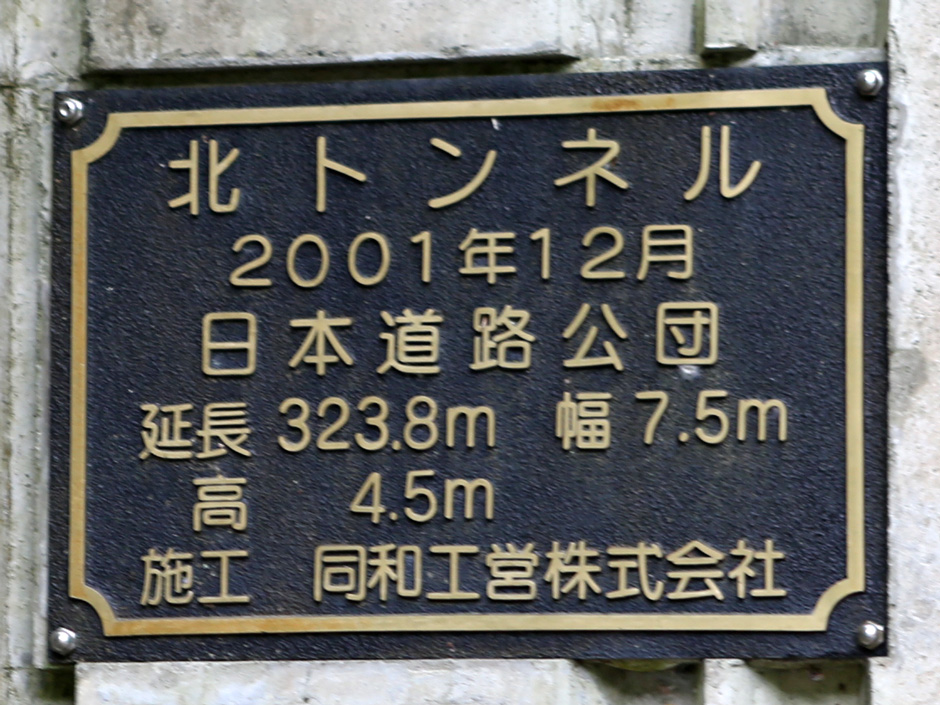 北トンネル
2001年12月
日本道路公団
延長 323.8m 幅 7.5m
高 4.5m
施工 同和工営株式会社